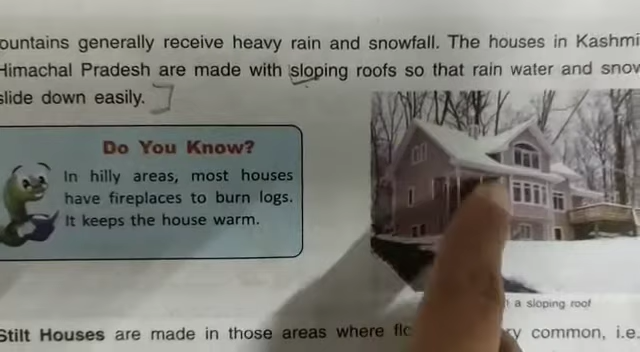 ountains generally receive heavy rain and snowfall. The houses in Kashmi
Himachal Pradesh are made with sloping roofs so that rain water and snow
slide down easily.
Do You Know?
In hilly areas, most houses
have fireplaces to burn logs.
It keeps the house warm.
a sloping roof
Stilt Houses are made in those areas where common, i.e.